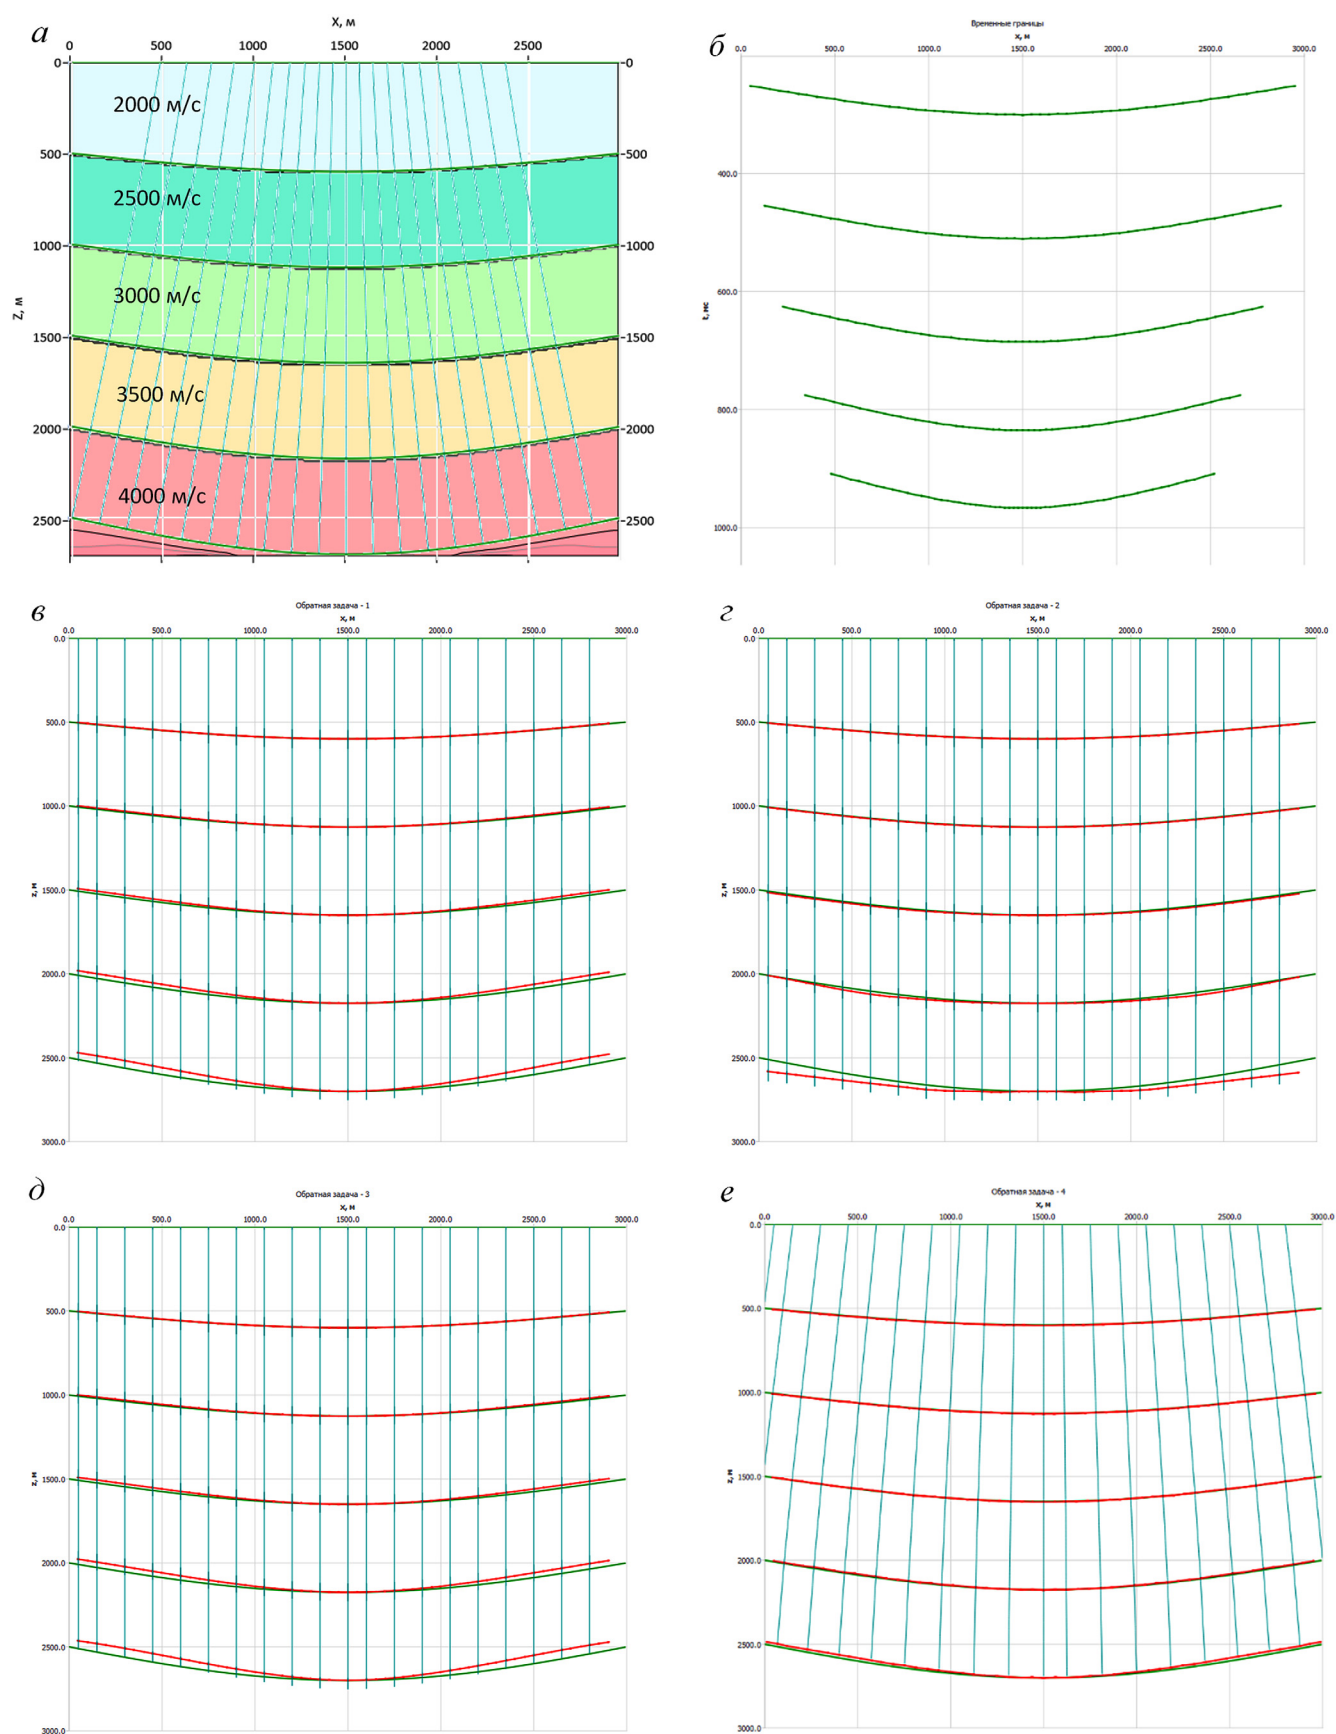 а
X, м
0 500 1000 1500 2000 2500
0 0
2000 м/с
500 500
2500 м/с
1000 1000
3000 м/с
Z, м
1500 1500
3500 м/с
2000 2000
4000 м/с
2500 2500
б
Временные границы
x, м
0.0 500.0 1000.0 1500.0 2000.0 2500.0 3000.0
400.0
600.0
t, мс
800.0
1000.0
в
Обратная задача - 1
x, м
0.0 500.0 1000.0 1500.0 2000.0 2500.0 3000.0
0.0
500.0
1000.0
z, м
1500.0
2000.0
2500.0
3000.0
г
Обратная задача - 2
x, м
0.0 500.0 1000.0 1500.0 2000.0 2500.0 3000.0
0.0
500.0
1000.0
z, м
1500.0
2000.0
2500.0
3000.0
д
Обратная задача - 3
x, м
0.0 500.0 1000.0 1500.0 2000.0 2500.0 3000.0
0.0
500.0
1000.0
z, м
1500.0
2000.0
2500.0
3000.0
е
Обратная задача - 4
x, м
0.0 500.0 1000.0 1500.0 2000.0 2500.0 3000.0
0.0
500.0
1000.0
z, м
1500.0
2000.0
2500.0
3000.0